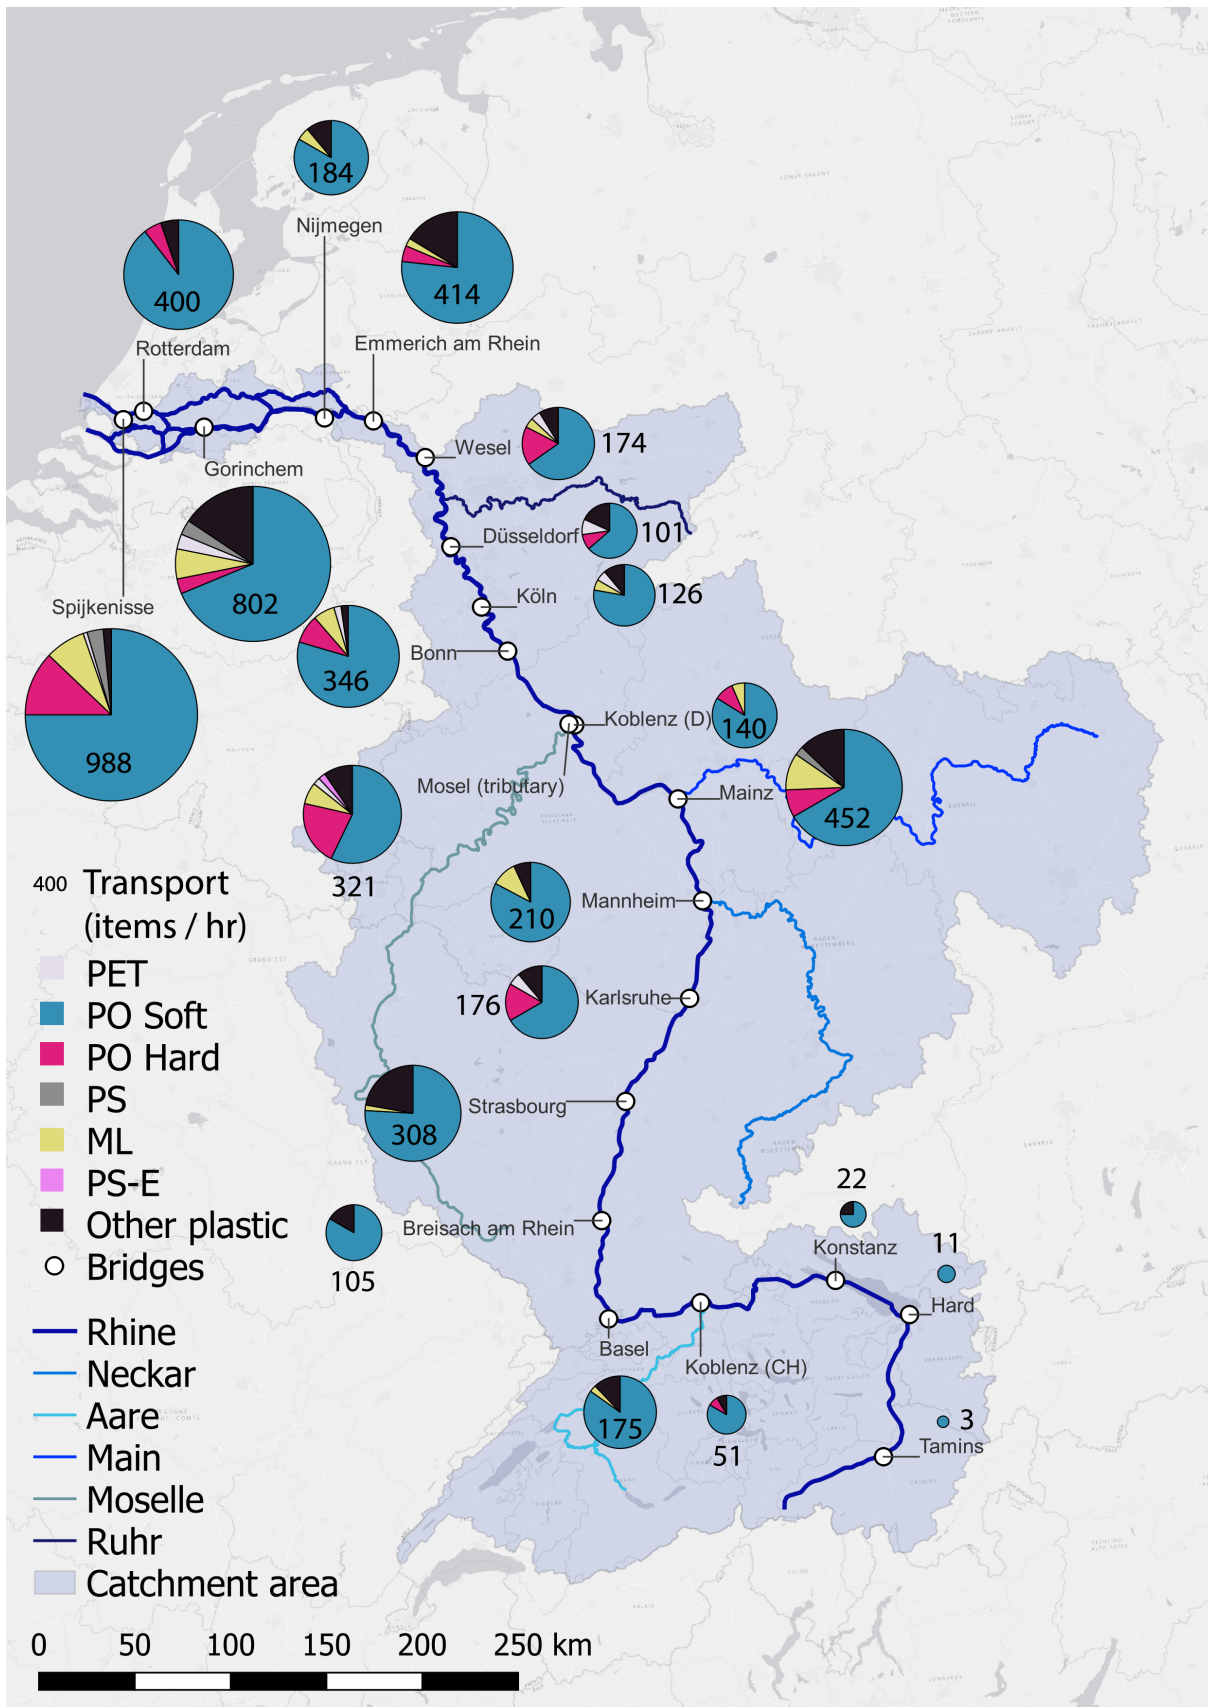 184
Nijmegen
400
414
Rotterdam
Emmerich am Rhein
Wesel
174
Gorinchem
Düsseldorf
101
802
Spijkenisse
Köln
126
Bonn
346
988
Koblenz (D)
140
Mosel (tributary)
Mainz
452
321
400 Transport
(items / hr)
210
Mannheim
PET
176
Karlsruhe
PO Soft
PO Hard
PS
308
Strasbourg
ML
PS-E
22
Other plastic
Breisach am Rhein
Konstanz
11
Bridges
105
Hard
Rhine
Basel
Koblenz (CH)
Neckar
Aare
175
51
3
Tamins
Main
Moselle
Ruhr
Catchment area
0 50 100 150 200 250 km